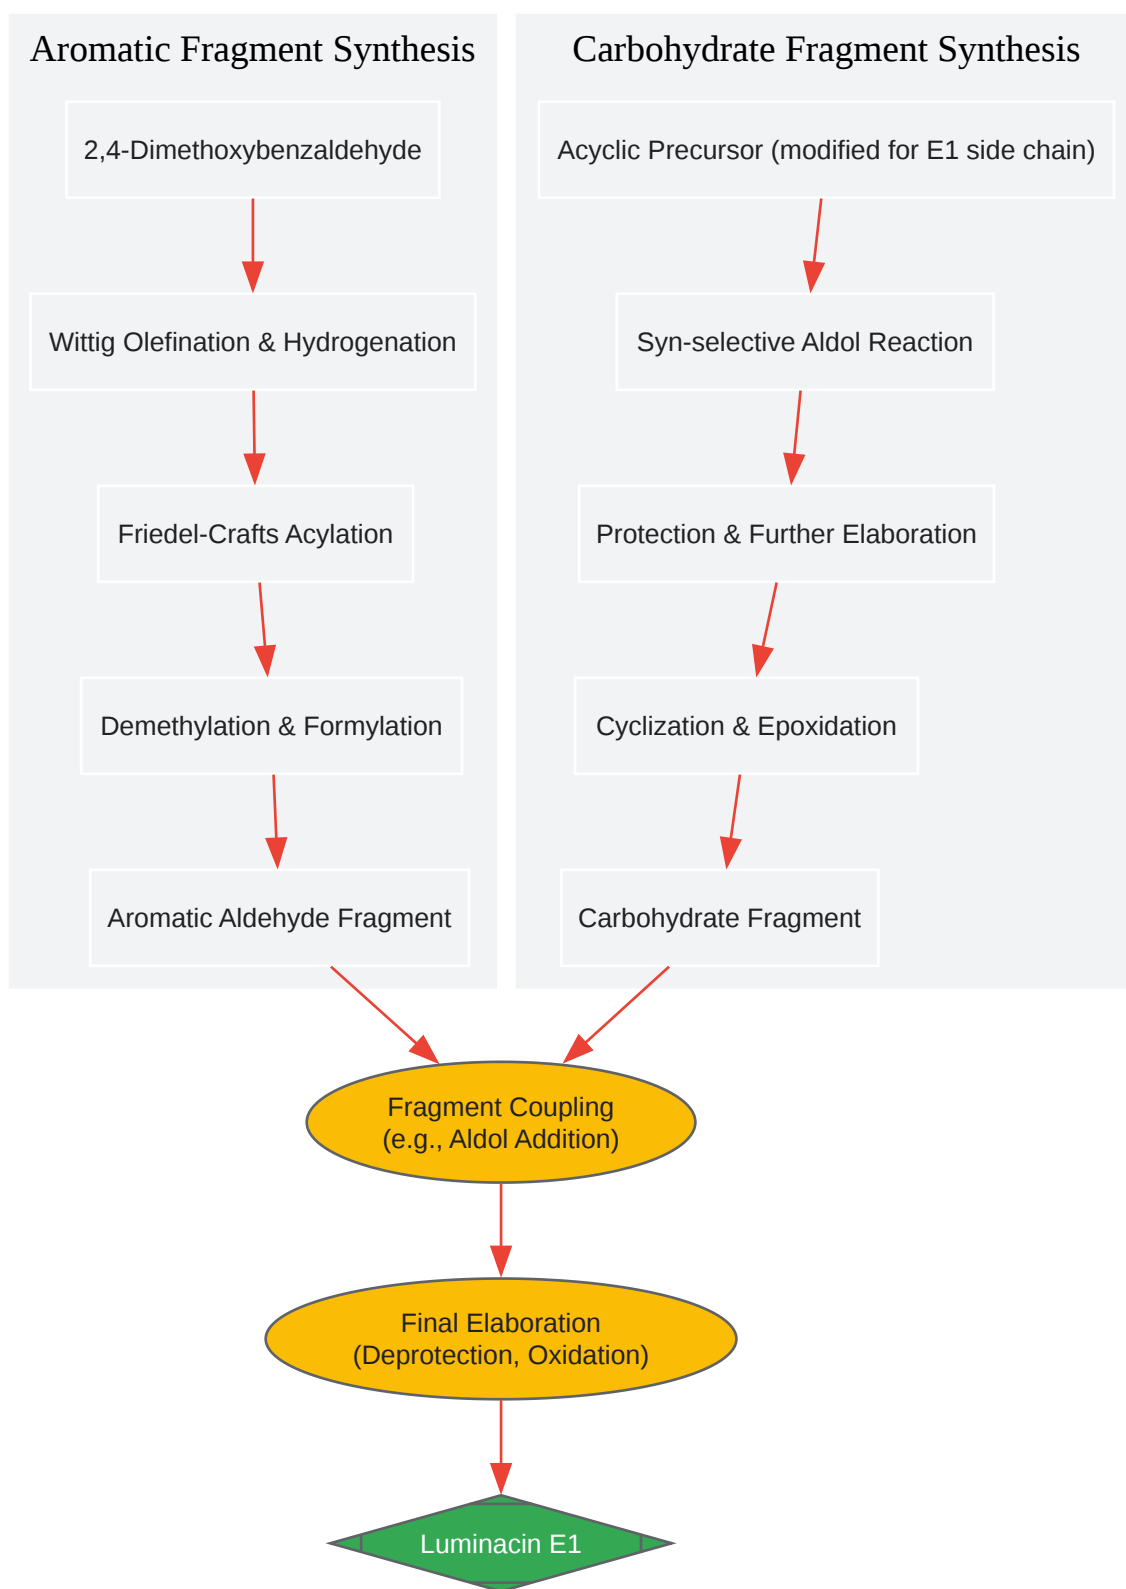 Aromatic Fragment Synthesis
2,4-Dimethoxybenzaldehyde
Wittig Olefination & Hydrogenation
Friedel-Crafts Acylation
Demethylation & Formylation
Aromatic Aldehyde Fragment
Carbohydrate Fragment Synthesis
Acyclic Precursor (modified for E1 side chain)
Syn-selective Aldol Reaction
Protection & Further Elaboration
Cyclization & Epoxidation
Carbohydrate Fragment
Fragment Coupling
(e.g., Aldol Addition)
Final Elaboration
(Deprotection, Oxidation)
Luminacin E1